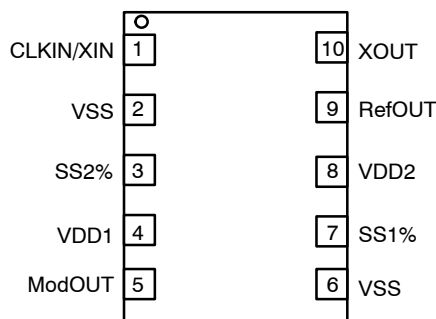 CLKIN/XIN 1 10 XOUT
VSS 2 9 RefOUT
SS2% 3 8 VDD2
VDD1 4 7 SS1%
ModOUT 5 6 VSS